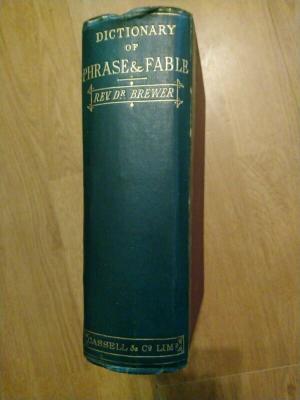 DICTIONARY
OF
PHRASE & FABLE
REV. DR. BREWER
CASSELL & CO. LIMD